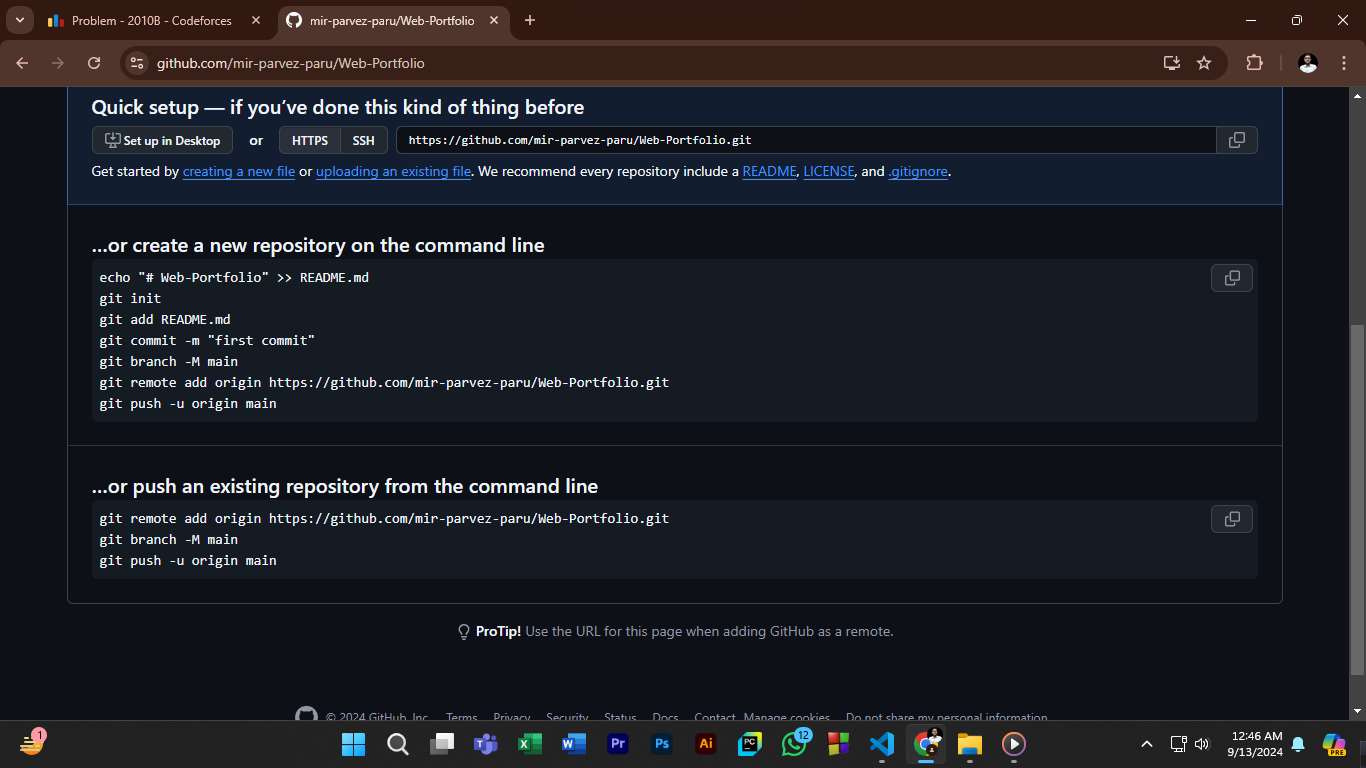 Problem - 2010B - Codeforces
mir-parvez-paru/Web-Portfolio
github.com/mir-parvez-paru/Web-Portfolio
Quick setup — if you’ve done this kind of thing before
Set up in Desktop or HTTPS SSH https://github.com/mir-parvez-paru/Web-Portfolio.git
Get started by creating a new file or uploading an existing file. We recommend every repository include a README, LICENSE, and .gitignore.
…or create a new repository on the command line
echo "# Web-Portfolio" >> README.md
git init
git add README.md
git commit -m "first commit"
git branch -M main
git remote add origin https://github.com/mir-parvez-paru/Web-Portfolio.git
git push -u origin main
…or push an existing repository from the command line
git remote add origin https://github.com/mir-parvez-paru/Web-Portfolio.git
git branch -M main
git push -u origin main
ProTip! Use the URL for this page when adding GitHub as a remote.
© 2024 GitHub, Inc. Terms Privacy Security Status Docs Contact Manage cookies Do not share my personal information
1
Pr Ps Ai PC 12
12:46 AM
9/13/2024
PRE